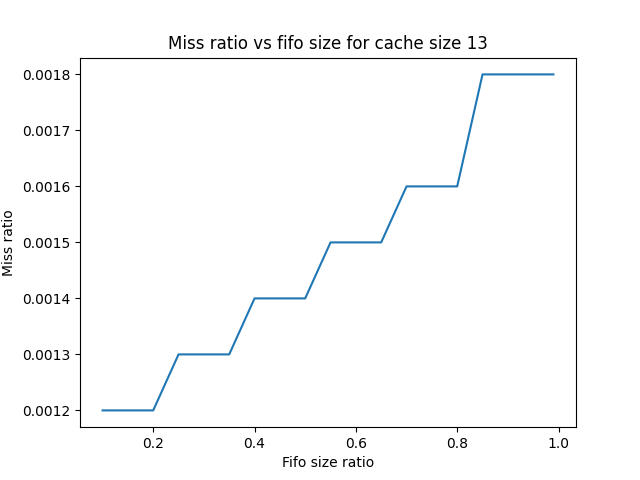 Miss ratio vs fifo size for cache size 13
0.0018
0.0017
0.0016
0.0015
0.0014
0.0013
0.0012
Miss ratio
0.2 0.4 0.6 0.8 1.0
Fifo size ratio